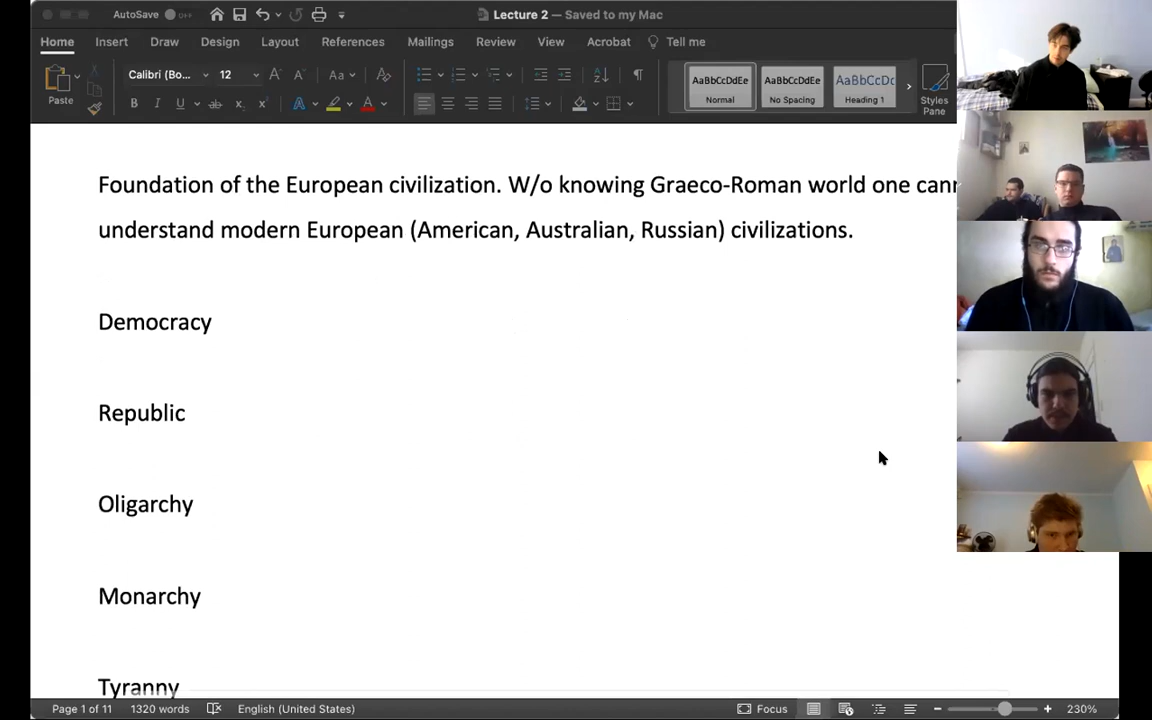 AutoSave OFF
Lecture 2 — Saved to my Mac
Home Insert Draw Design Layout References Mailings Review View Acrobat Tell me
Paste
Calibri (Bo... 12
AaBbCcDdEe AaBbCcDdEe AaBbCcDc
Normal No Spacing Heading 1
Styles
Pane
Foundation of the European civilization. W/o knowing Graeco-Roman world one
understand modern European (American, Australian, Russian) civilizations.
Democracy
Republic
Oligarchy
Monarchy
Tyranny
Page 1 of 11 1320 words English (United States) Focus 230%